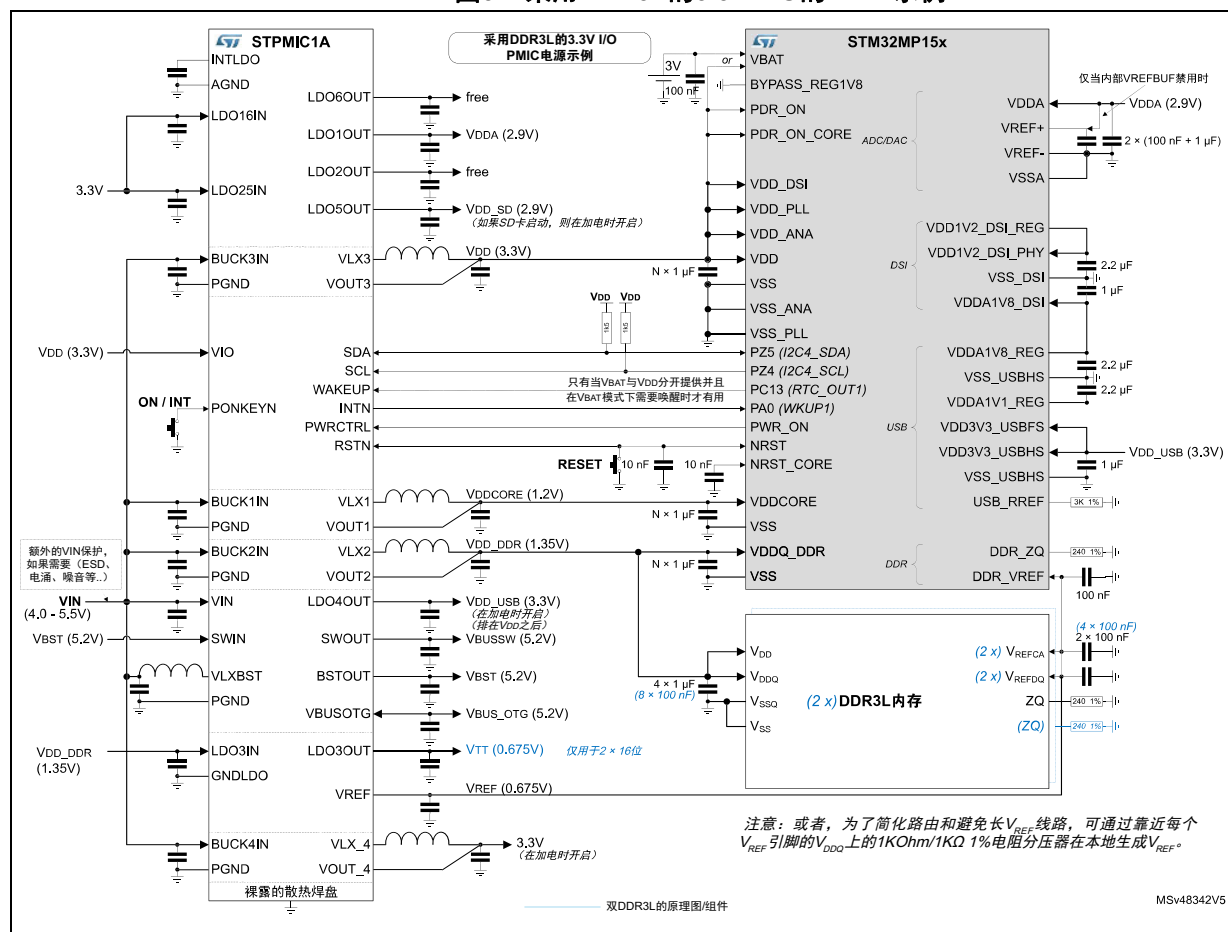 STPMIC1A
采用DDR3L的3.3V I/O
PMIC电源示例
STM32MP15x
INTLDO
AGND
LDO16IN
3.3V
LDO25IN
BUCK3IN
PGND
VDD (3.3V)
VIO
ON / INT
PONKEYN
BUCK1IN
PGND
额外的VIN保护,
如果需要(ESD、
电涌、噪音等..)
BUCK2IN
PGND
VIN
(4.0 - 5.5V)
VIN
VBST (5.2V)
SWIN
VLXBST
PGND
VDD_DDR
(1.35V)
LDO3IN
GNDLDO
BUCK4IN
PGND
裸露的散热焊盘
LDO6OUT
free
LDO1OUT
VDDA (2.9V)
LDO2OUT
free
LDO5OUT
VDD_SD (2.9V)
(如果SD卡启动,则在加电时开启)
VLX3
VDD (3.3V)
VOUT3
VDD VDD
1k5 1k5
SDA
SCL
WAKEUP
只有当VBAT与VDD分开提供并且
在VBAT模式下需要唤醒时才有用
INTN
PWRCTRL
RSTN
RESET
10 nF
10 nF
VLX1
VDDCORE (1.2V)
VOUT1
N × 1 µF
VLX2
VDD_DDR (1.35V)
VOUT2
N × 1 µF
LDO4OUT
VDD_USB (3.3V)
(在加电时开启)
(排在VDD之后)
SWOUT
VBUSSW (5.2V)
BSTOUT
VBST (5.2V)
VBUSOTG
VBUS_OTG (5.2V)
LDO3OUT
VTT (0.675V) 仅用于2 × 16位
VREF
VREF (0.675V)
VLX_4
3.3V
(在加电时开启)
VOUT_4
3V
100 nF
or
VBAT
BYPASS_REG1V8
PDR_ON
PDR_ON_CORE
VDD_DSI
VDD_PLL
VDD_ANA
VDD
N × 1 µF
VSS
VSS_ANA
VSS_PLL
PZ5 (I2C4_SDA)
PZ4 (I2C4_SCL)
PC13 (RTC_OUT1)
PA0 (WKUP1)
PWR_ON
NRST
NRST_CORE
VDDCORE
VSS
VDDQ_DDR
VSS
仅当内部VREFBUF禁用时
ADC/DAC
VDDA
VDDA (2.9V)
VREF+
2 × (100 nF + 1 µF)
VREF-
VSSA
DSI
VDD1V2_DSI_REG
VDD1V2_DSI_PHY
2.2 µF
VSS_DSI
1 µF
VDDA1V8_DSI
USB
VDDA1V8_REG
2.2 µF
VSS_USBHS
2.2 µF
VDDA1V1_REG
VDD3V3_USBFS
VDD3V3_USBHS
VDD_USB (3.3V)
1 µF
VSS_USBHS
USB_RREF
3K 1%
DDR
DDR_ZQ
240 1%
DDR_VREF
100 nF
(4 × 100 nF)
2 × 100 nF
VDD
(2 x) VREFCA
VDDQ
(2 x) VREFDQ
4 × 1 µF
(8 × 100 nF)
VSSQ
(2 x) DDR3L内存
ZQ
240 1%
VSS
(ZQ)
240 1%
注意:或者,为了简化路由和避免长VREF线路,可通过靠近每个
VREF引脚的VDDQ上的1KOhm/1KΩ 1%电阻分压器在本地生成VREF。
双DDR3L的原理图/组件
MSv48342V5